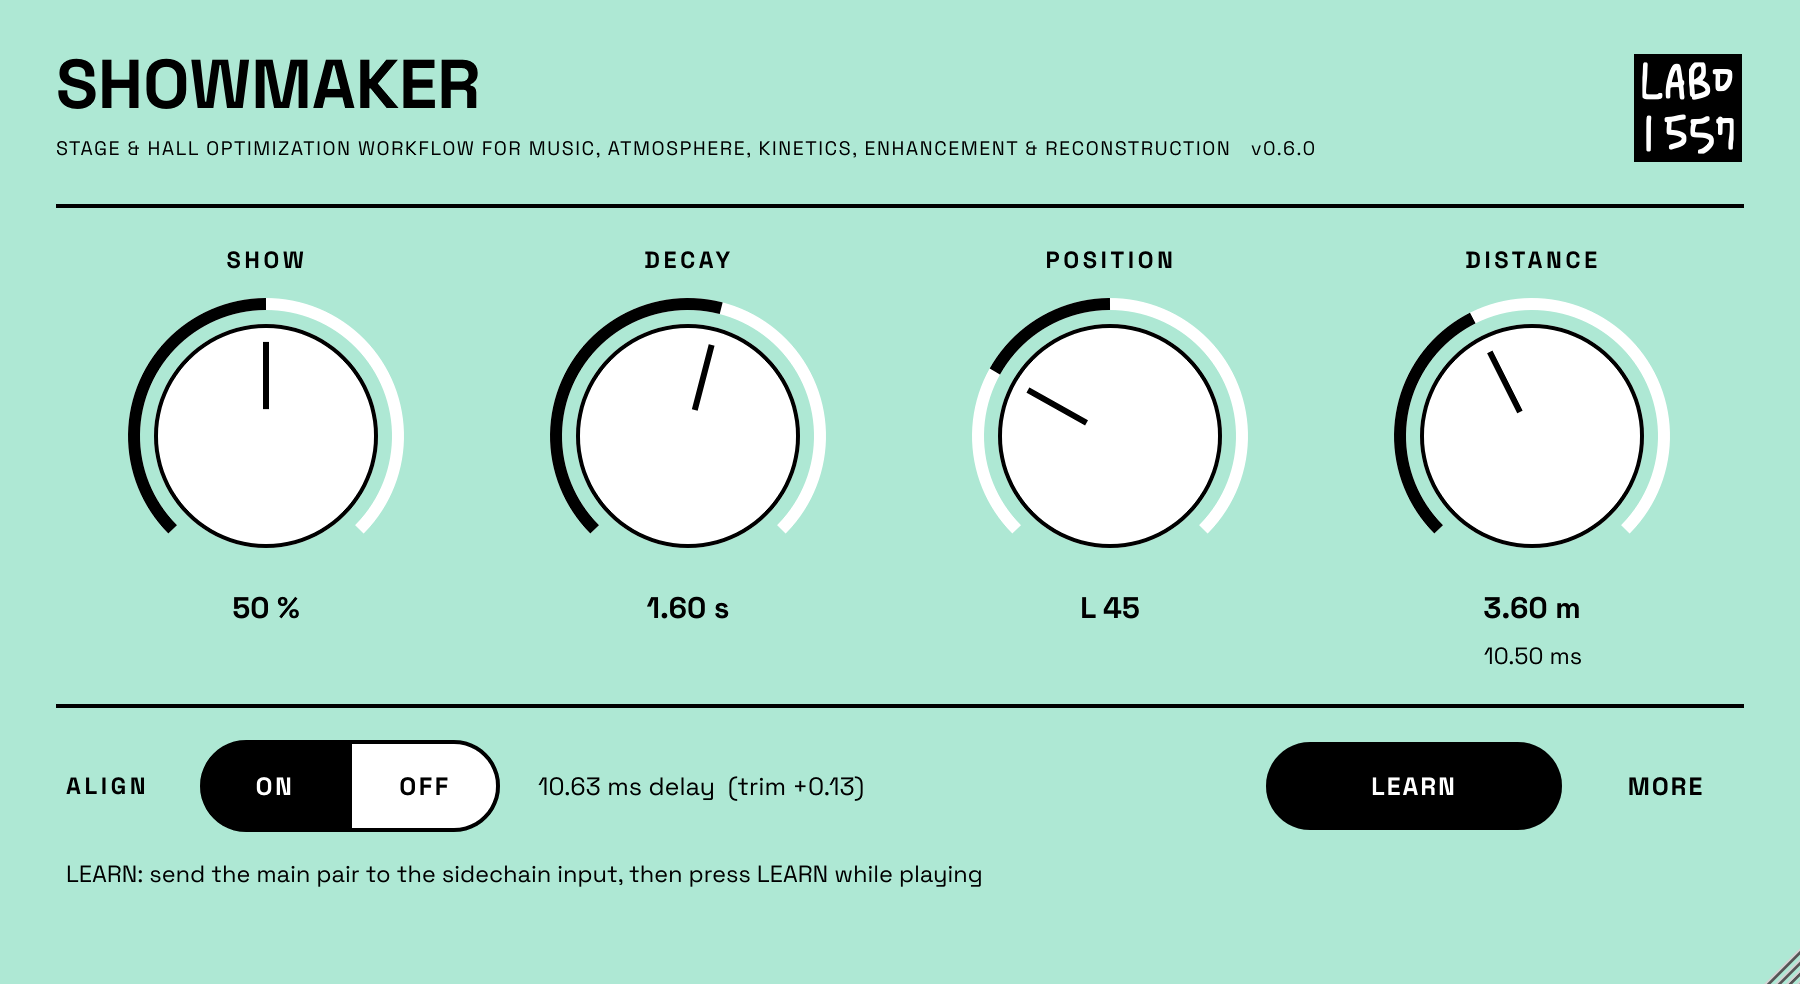 SHOWMAKER
STAGE & HALL OPTIMIZATION WORKFLOW FOR MUSIC, ATMOSPHERE, KINETICS, ENHANCEMENT & RECONSTRUCTION v0.6.0
LABO
1557
SHOW
DECAY
POSITION
DISTANCE
50 %
1.60 s
L 45
3.60 m
10.50 ms
ALIGN
ON
OFF
10.63 ms delay (trim +0.13)
LEARN
MORE
LEARN: send the main pair to the sidechain input, then press LEARN while playing